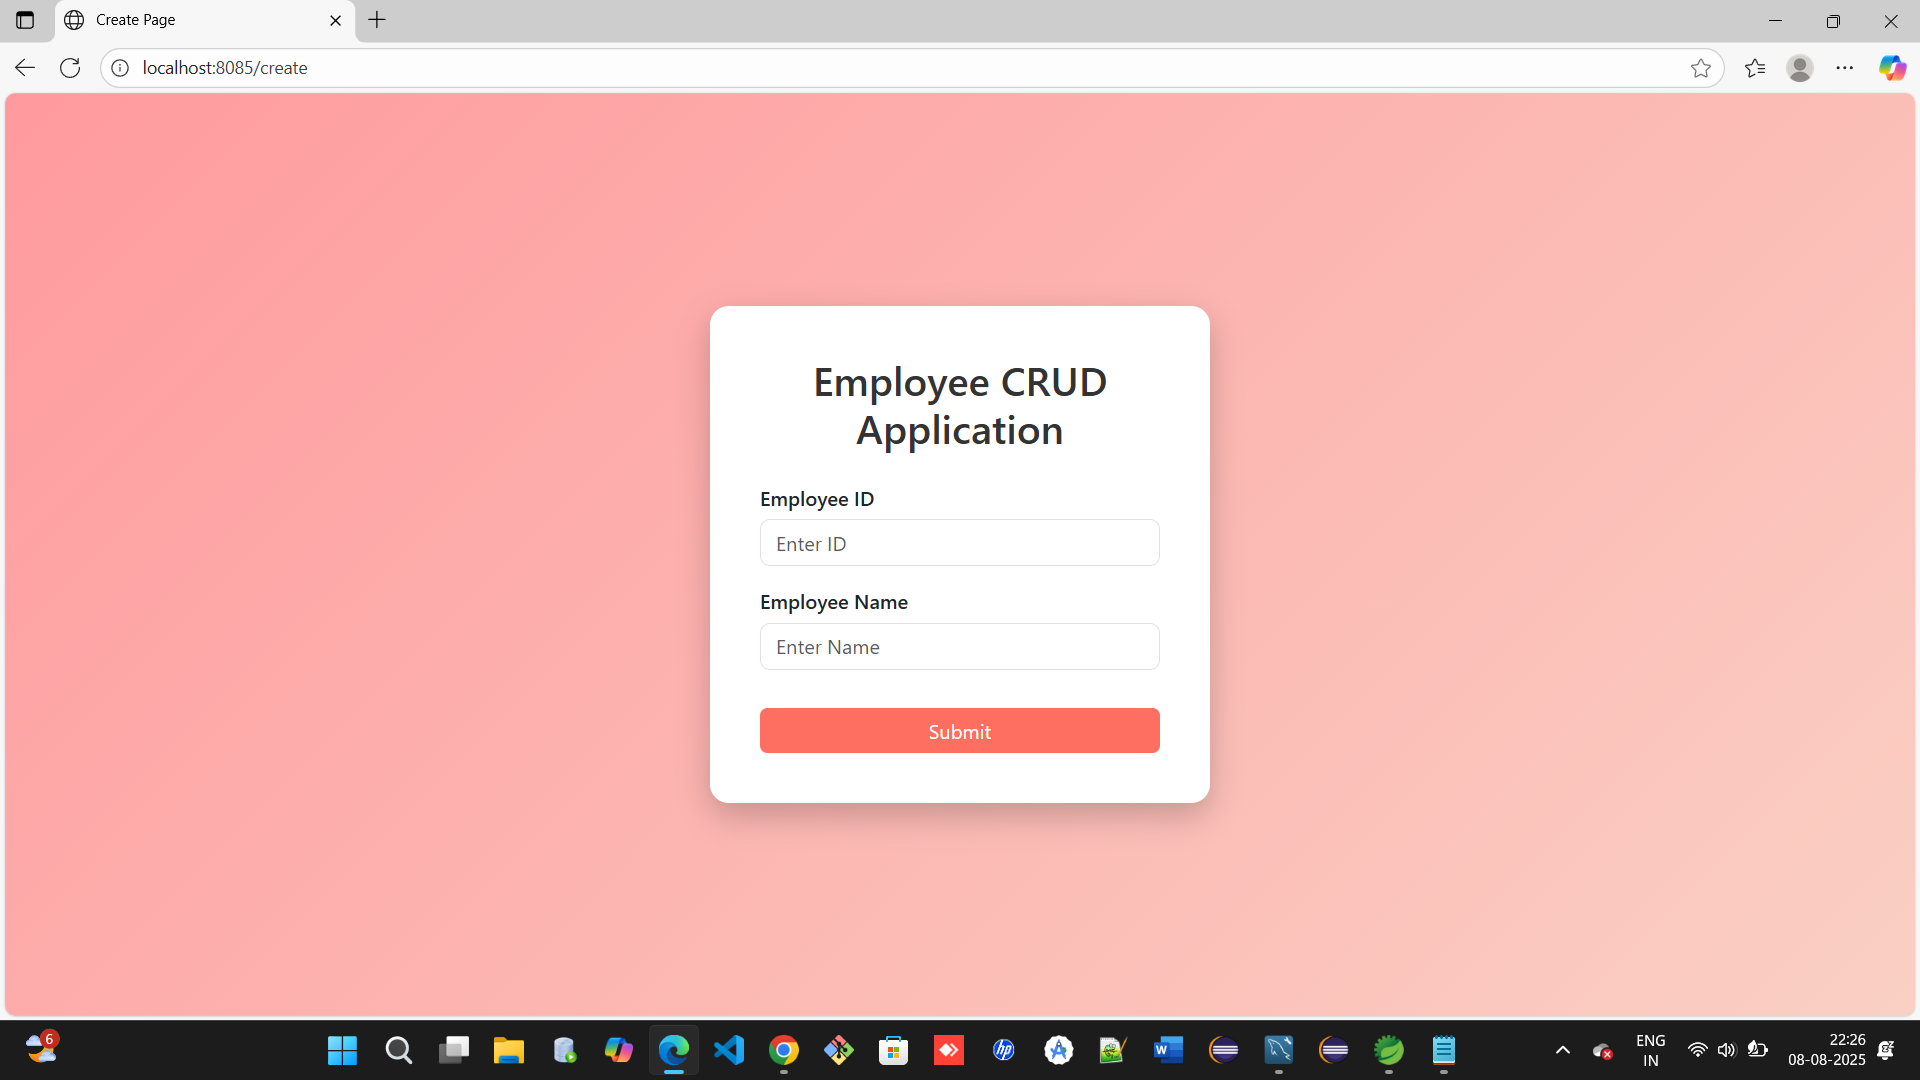 Create Page
localhost:8085/create
Employee CRUD
Application
Employee ID
Enter ID
Employee Name
Enter Name
Submit
6
hp
W
ENG
IN
22:26
08-08-2025